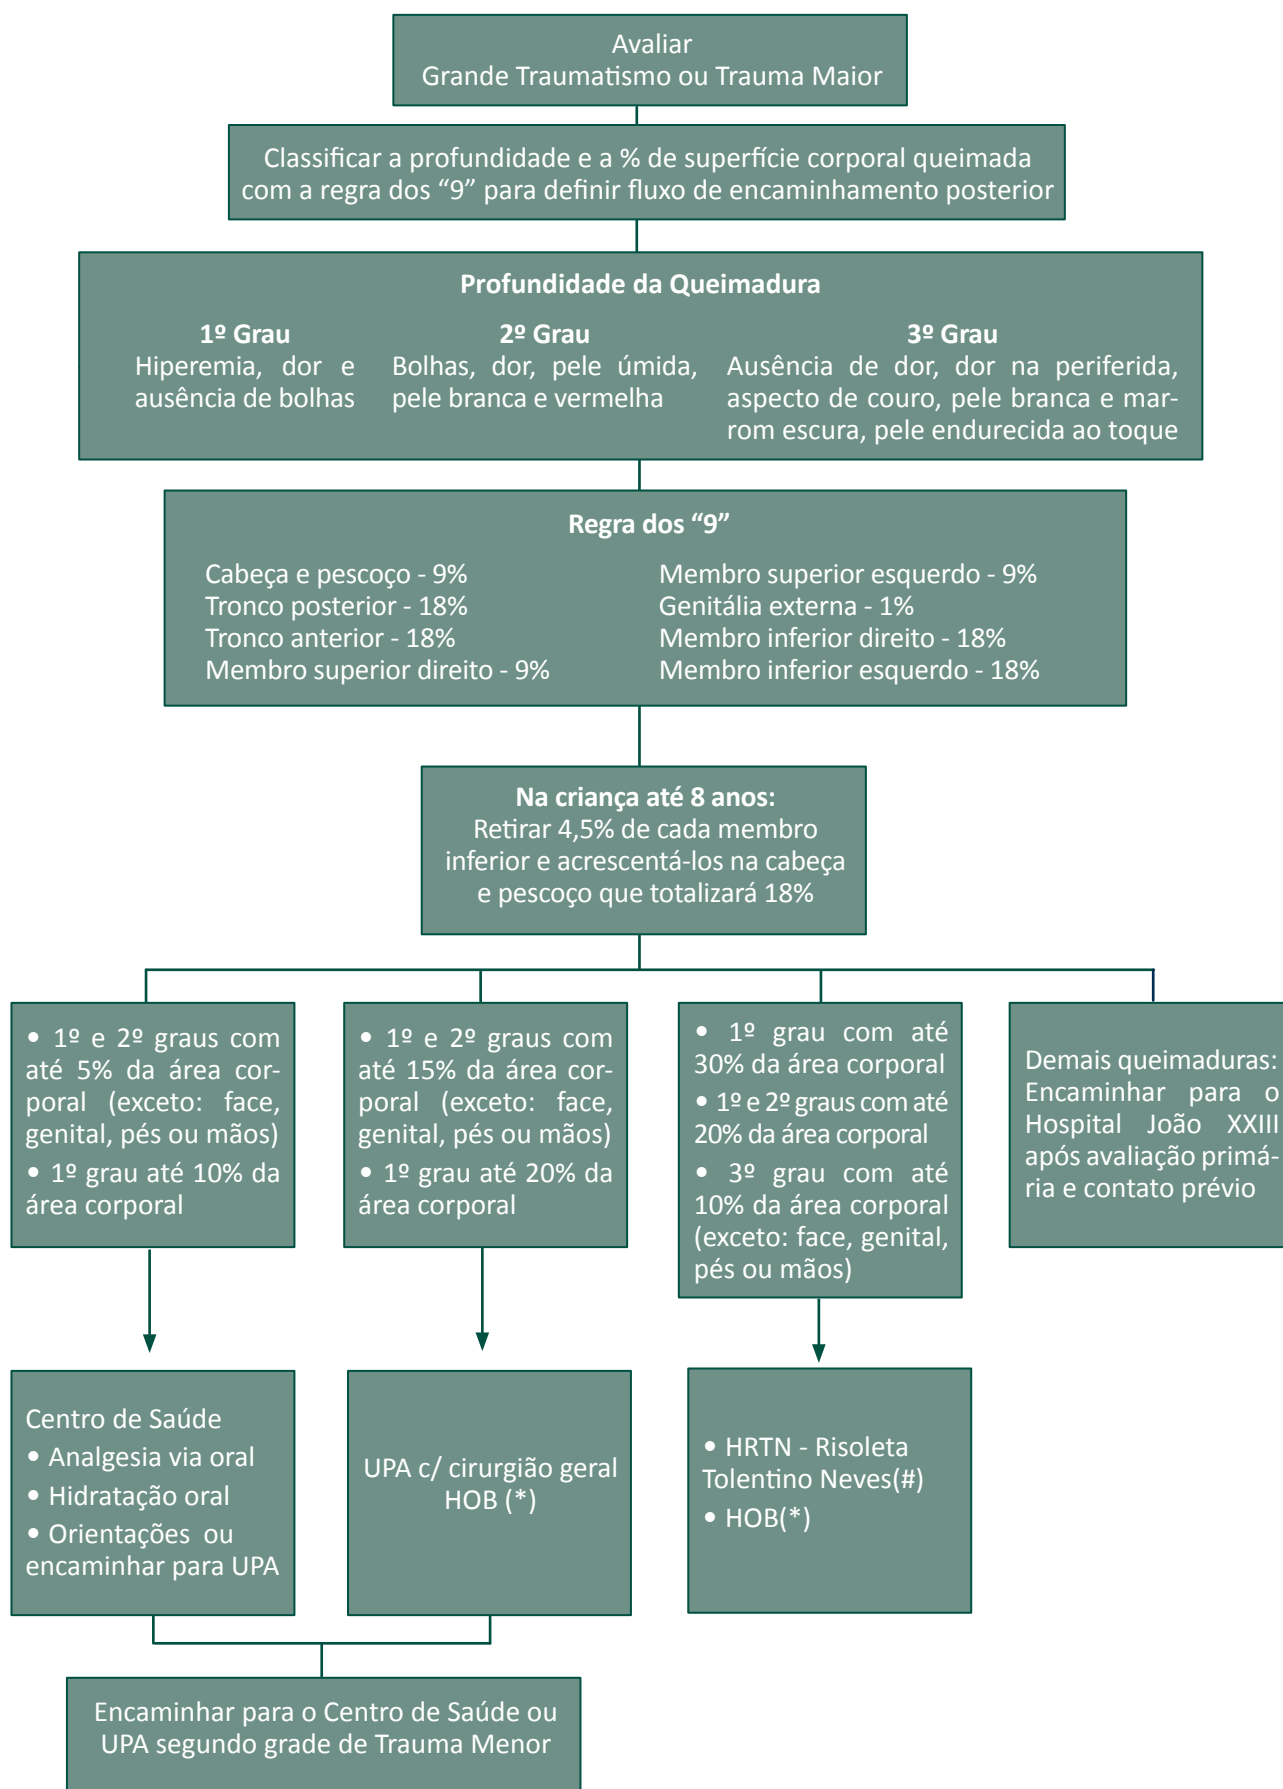 Avaliar
Grande Traumatismo ou Trauma Maior
Classificar a profundidade e a % de superfície corporal queimada
com a regra dos “9” para definir fluxo de encaminhamento posterior
Profundidade da Queimadura
1º Grau
Hiperemia, dor e
ausência de bolhas
2º Grau
Bolhas, dor, pele úmida,
pele branca e vermelha
3º Grau
Ausência de dor, dor na periferida,
aspecto de couro, pele branca e mar-
rom escura, pele endurecida ao toque
Regra dos “9”
Cabeça e pescoço - 9%
Tronco posterior - 18%
Tronco anterior - 18%
Membro superior direito - 9%
Membro superior esquerdo - 9%
Genitália externa - 1%
Membro inferior direito - 18%
Membro inferior esquerdo - 18%
Na criança até 8 anos:
Retirar 4,5% de cada membro
inferior e acrescentá-los na cabeça
e pescoço que totalizará 18%
• 1º e 2º graus com
até 5% da área cor-
poral (exceto: face,
genital, pés ou mãos)
• 1º grau até 10% da
área corporal
• 1º e 2º graus com
até 15% da área cor-
poral (exceto: face,
genital, pés ou mãos)
• 1º grau até 20% da
área corporal
• 1º grau com até
30% da área corporal
• 1º e 2º graus com até
20% da área corporal
• 3º grau com até
10% da área corporal
(exceto: face, genital,
pés ou mãos)
Demais queimaduras:
Encaminhar para o
Hospital João XXIII
após avaliação primá-
ria e contato prévio
Centro de Saúde
• Analgesia via oral
• Hidratação oral
• Orientações ou
encaminhar para UPA
UPA c/ cirurgião geral
HOB (*)
• HRTN - Risoleta
Tolentino Neves(#)
• HOB(*)
Encaminhar para o Centro de Saúde ou
UPA segundo grade de Trauma Menor